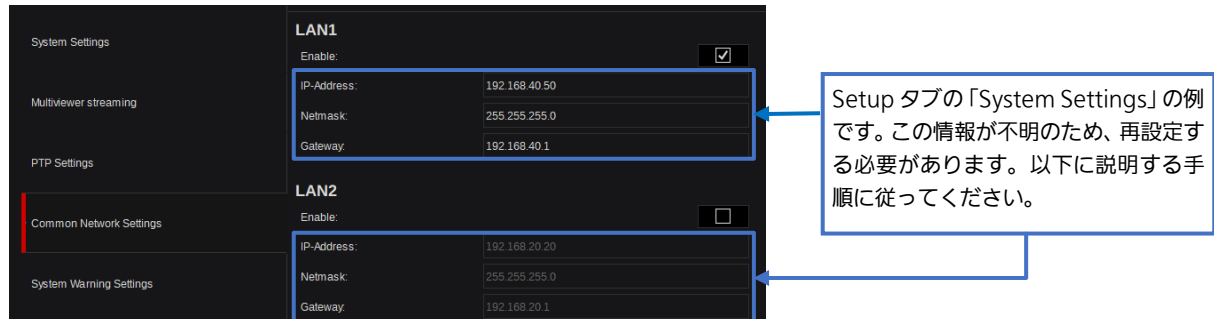 System Settings
Multiviewer streaming
PTP Settings
Common Network Settings
System Warning Settings
LAN1
Enable:
IP-Address: 192.168.40.50
Netmask: 255.255.255.0
Gateway: 192.168.40.1
LAN2
Enable:
IP-Address: 192.168.20.20
Netmask: 255.255.255.0
Gateway: 192.168.20.1
Setup タブの「System Settings」の例
です。この情報が不明のため、再設定す
る必要があります。以下に説明する手
順に従ってください。